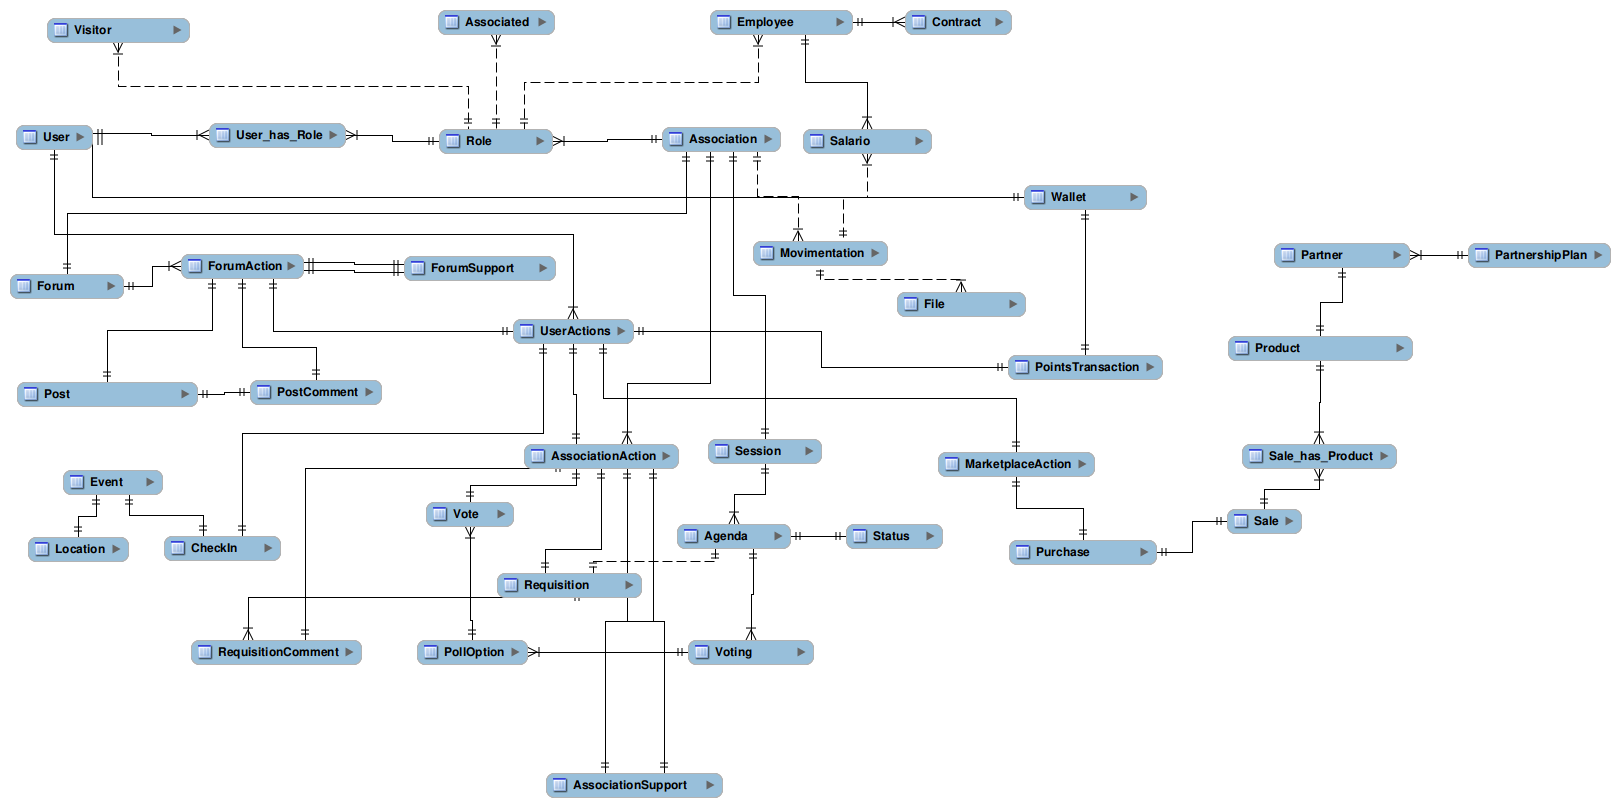 Visitor
Associated
Employee
Contract
User
User_has_Role
Role
Association
Salario
Wallet
Movimentation
Partner
PartnershipPlan
Forum
ForumAction
ForumSupport
File
UserActions
Product
PointsTransaction
Post
PostComment
AssociationAction
Session
MarketplaceAction
Sale_has_Product
Event
Vote
Sale
Location
CheckIn
Agenda
Status
Purchase
Requisition
RequisitionComment
PollOption
Voting
AssociationSupport